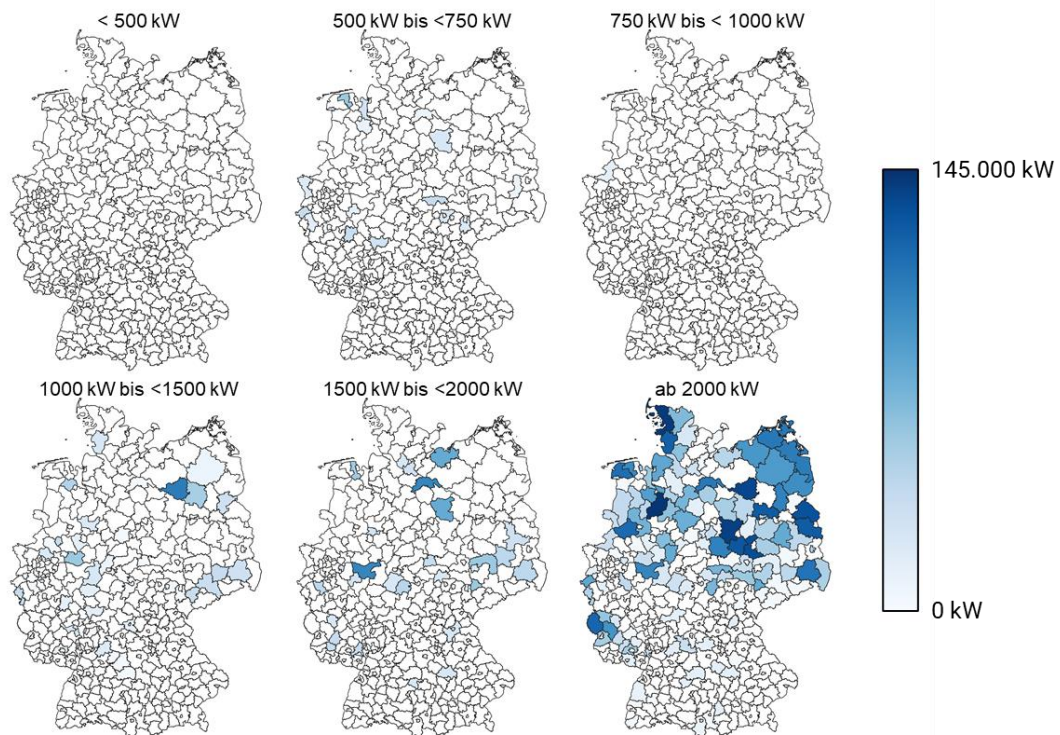 < 500 kW
500 kW bis <750 kW
750 kW bis < 1000 kW
145.000 kW
1000 kW bis <1500 kW
1500 kW bis <2000 kW
ab 2000 kW
0 kW